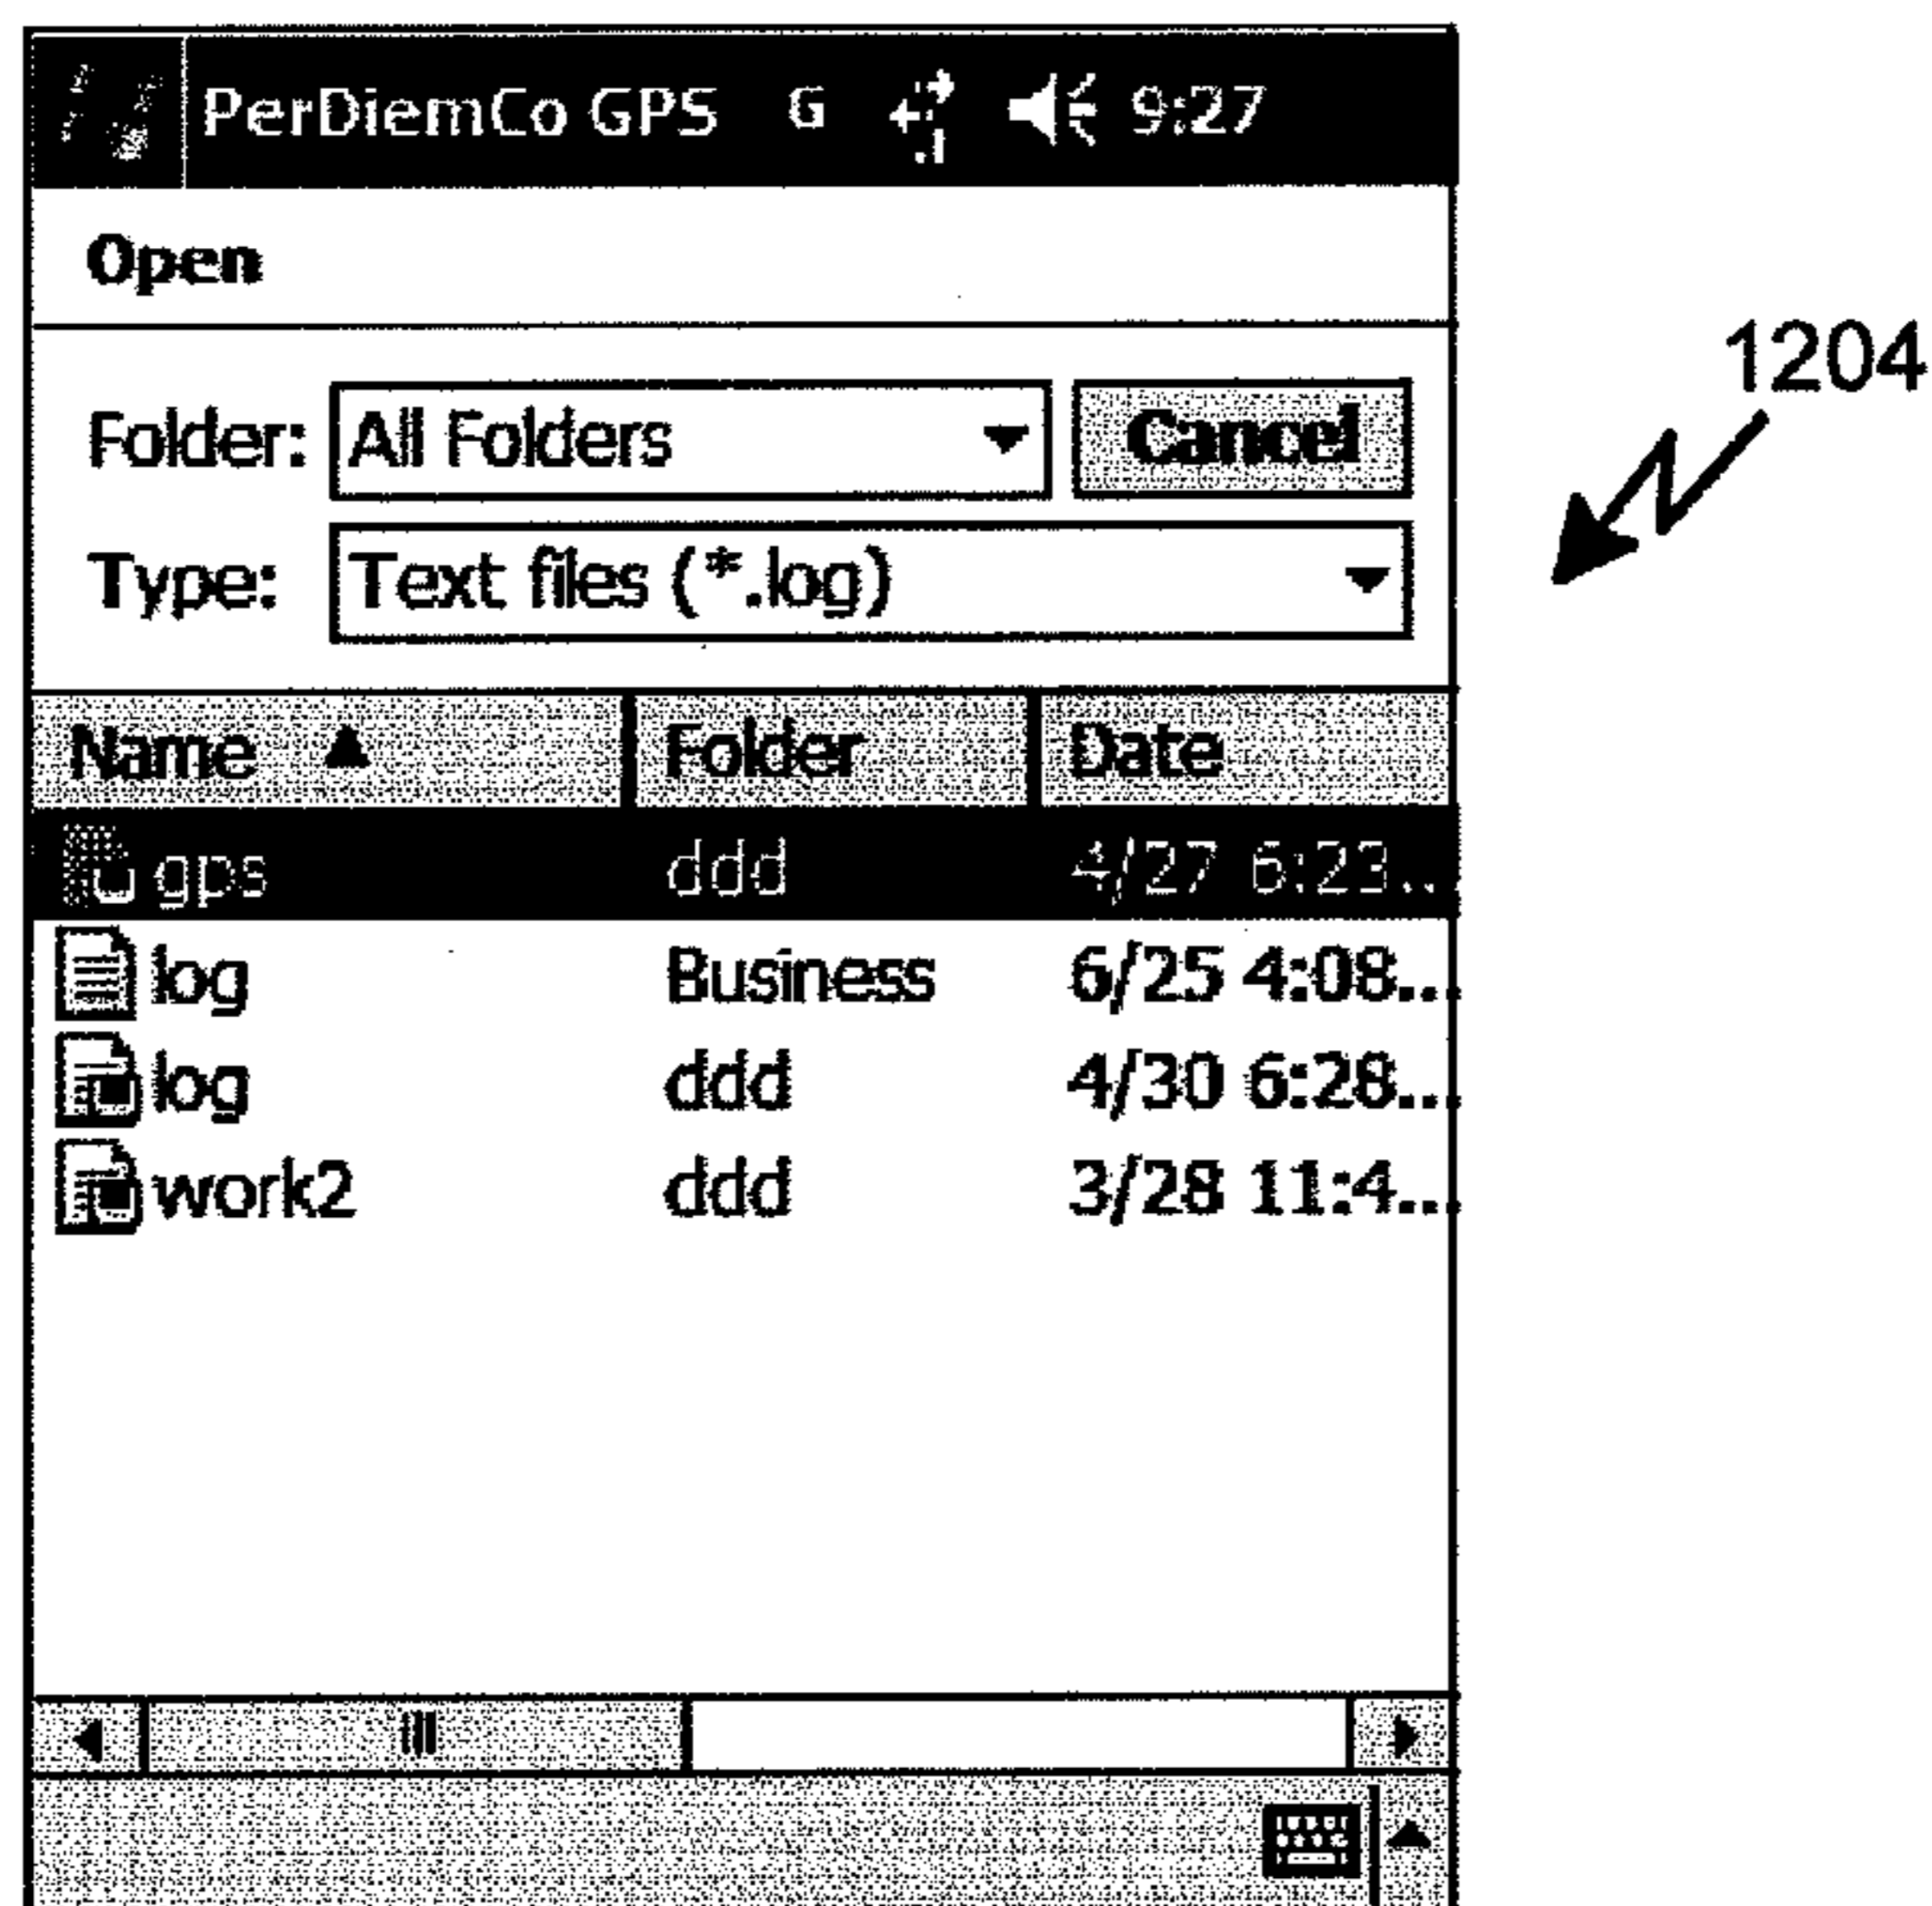 PerDiemCo GPS G 9:27
Open
1204
Folder: All Folders Cancel
Type: Text files (*.log)
Name Folder Date
gps ddd 4/27 6:23...
log Business 6/25 4:08...
log ddd 4/30 6:28...
work2 ddd 3/28 11:4...